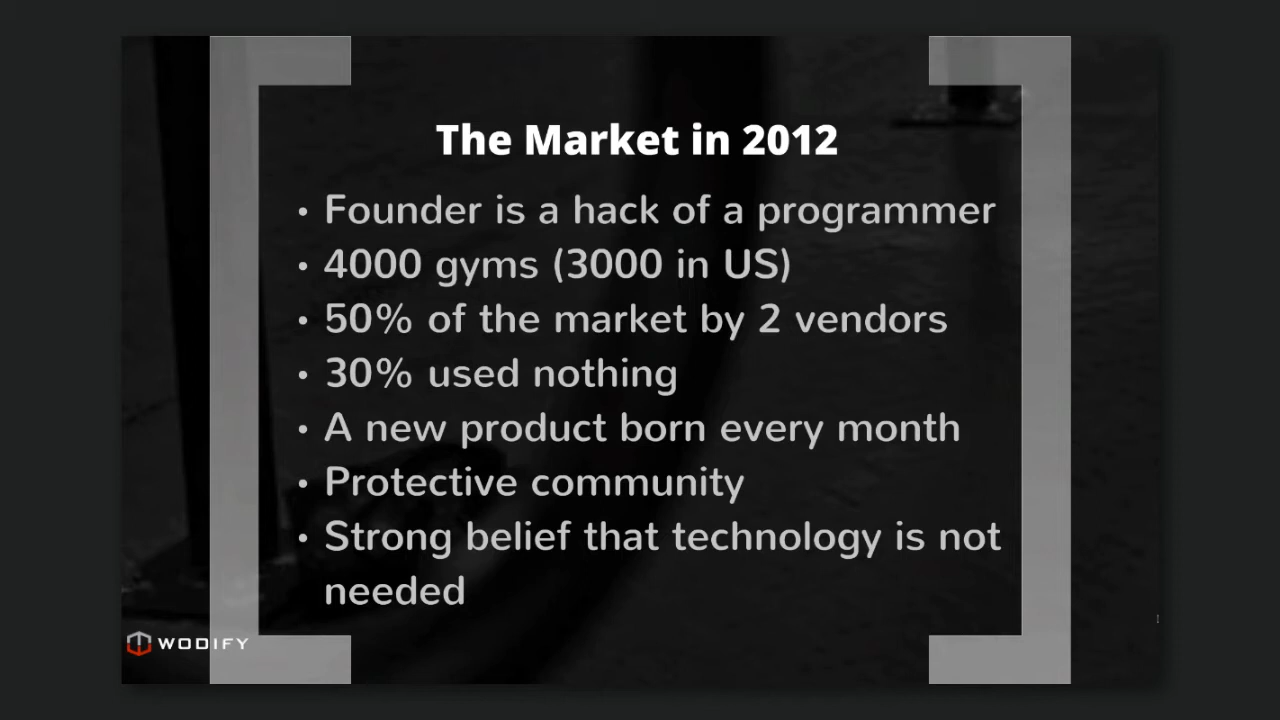 The Market in 2012
• Founder is a hack of a programmer
• 4000 gyms (3000 in US)
• 50% of the market by 2 vendors
• 30% used nothing
• A new product born every month
• Protective community
• Strong belief that technology is not
needed
WODIFY